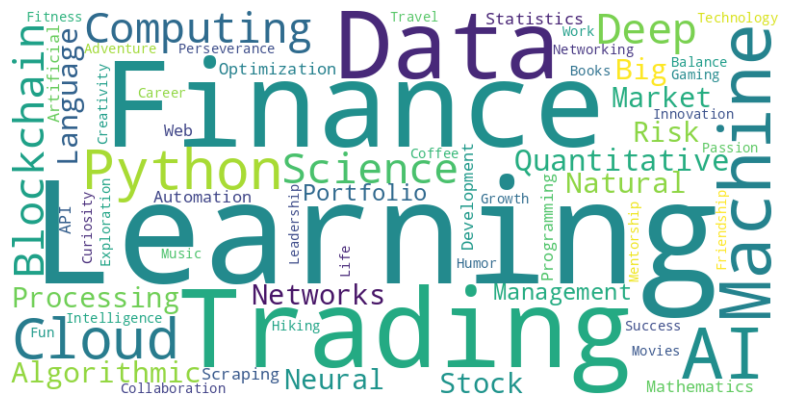 Fitness
Computing
Data
Travel
Statistics
Deep
Technology
Blockchain
Artificial
Language
Adventure
Perseverance
Work
Networking
Optimization
Books
Big
Balance
Gaming
Machine
Creativity
Finance
Career
Market
Innovation
Web
Risk
Passion
Python
Science
Coffee
Quantitative
Natural
API
Curiosity
Exploration
Automation
Leadership
Portfolio
Development
Growth
Programming
Mentorship
Friendship
Learning
Music
Life
Humor
Processing
Networks
Management
Trading
Cloud
Fun
Intelligence
Hiking
Success
AI
Movies
Algorithmic
Scraping
Collaboration
Neural
Stock
Mathematics